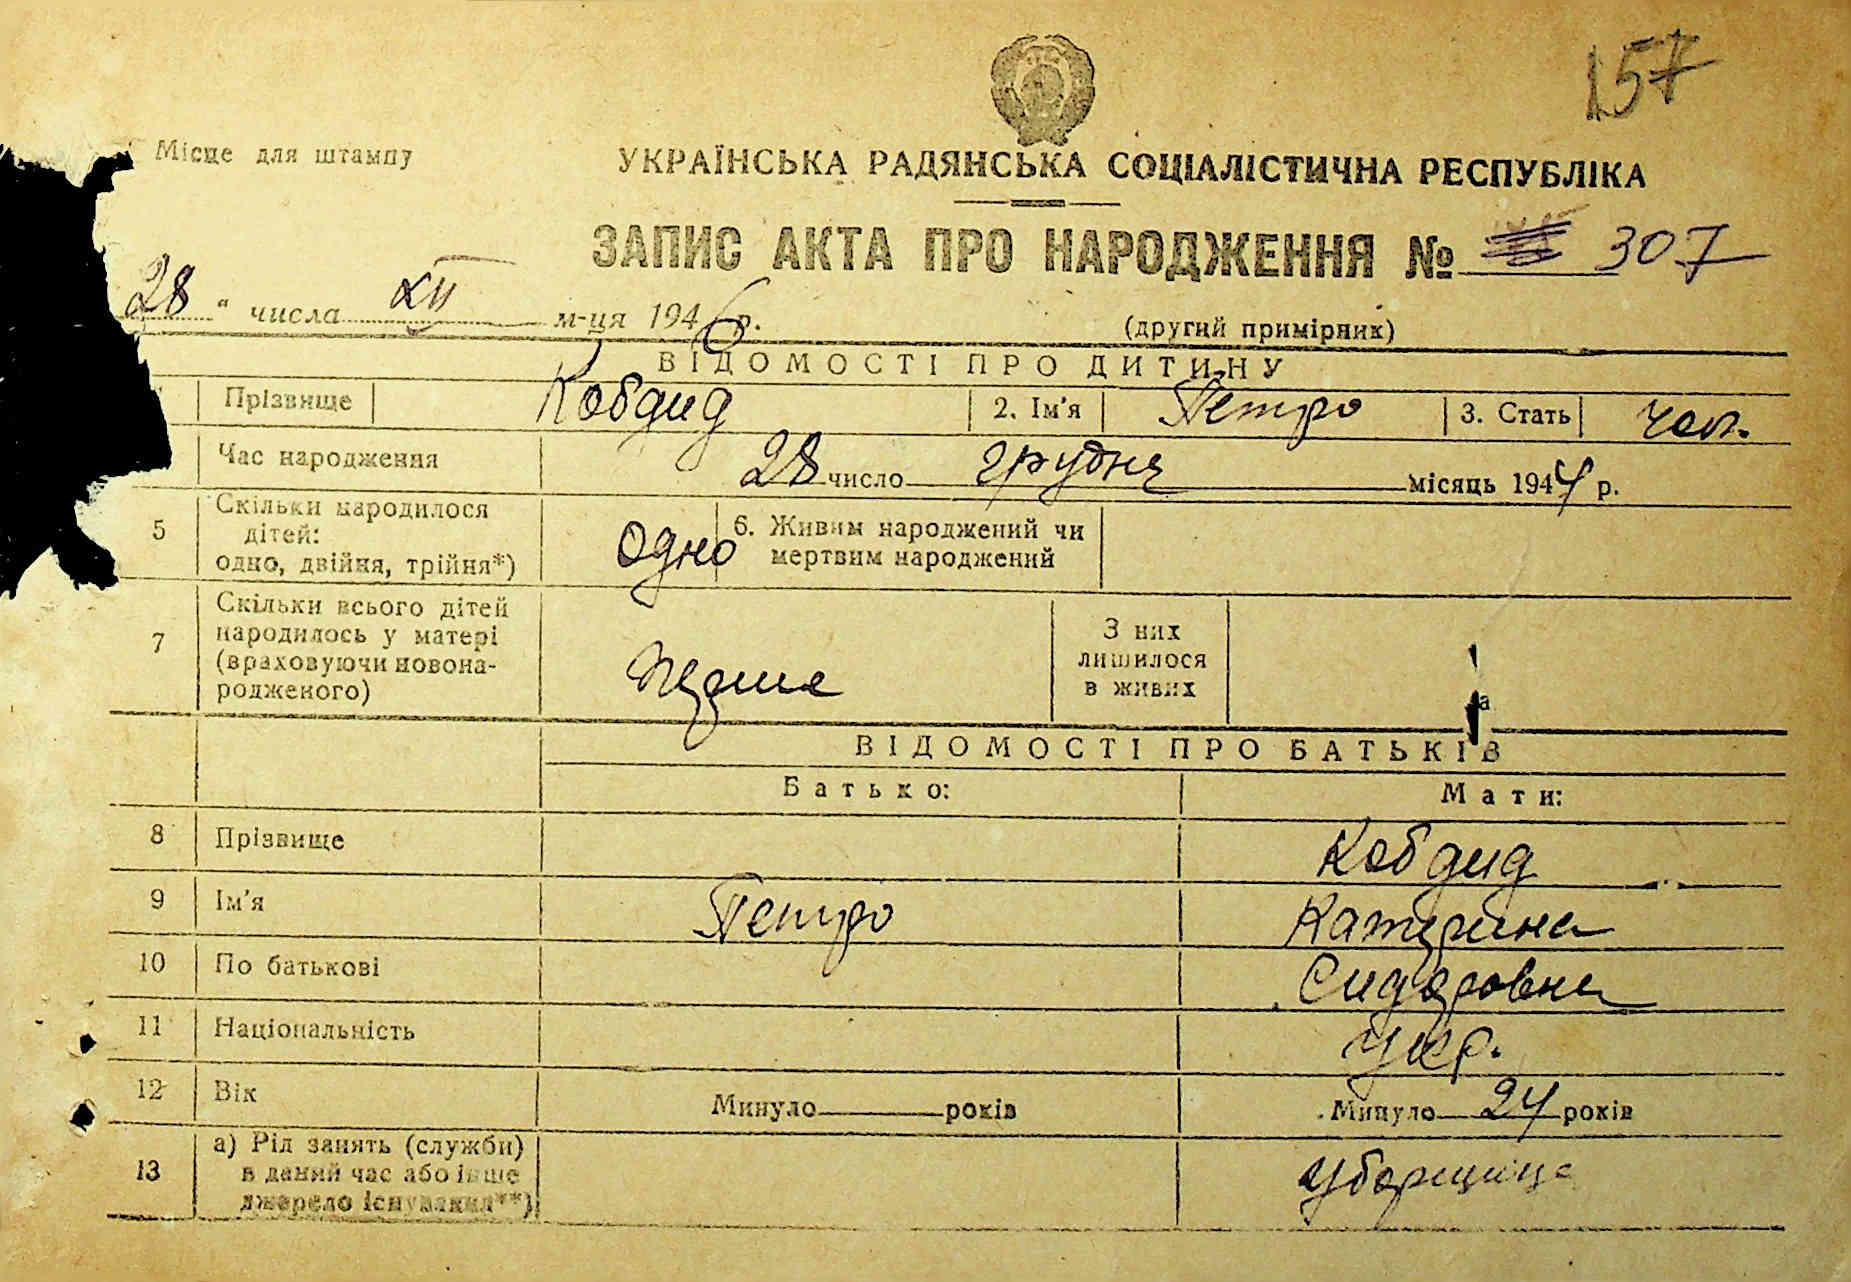 157
Місце для штампу
УКРАЇНСЬКА РАДЯНСЬКА СОЦІАЛІСТИЧНА РЕСПУБЛІКА
ЗАПИС АКТА ПРО НАРОДЖЕННЯ № 307
28 " числа XII м-ця 1946 р.
(другий примірник)
ВІДОМОСТІ ПРО ДИТИНУ
Прізвище Кобдид 2. Ім'я Петро 3. Стать чол.
Час народження 28 число грудня місяць 1944 р.
5 Скільки народилося дітей: одно, двійня, трійня*) Одно 6. Живим народжений чи мертвим народжений
7 Скільки всього дітей народилось у матері (враховуючи новонародженого) Перше З них лишилося в живих
ВІДОМОСТІ ПРО БАТЬКІВ
Батько: Мати:
8 Прізвище Кобдид
9 Ім'я Петро Катерина
10 По батькові Сидоровна
11 Національність Укр.
12 Вік Минуло років Минуло 24 років
13 а) Рід занять (служби) в даний час або інше джерело існування**) Уборщица